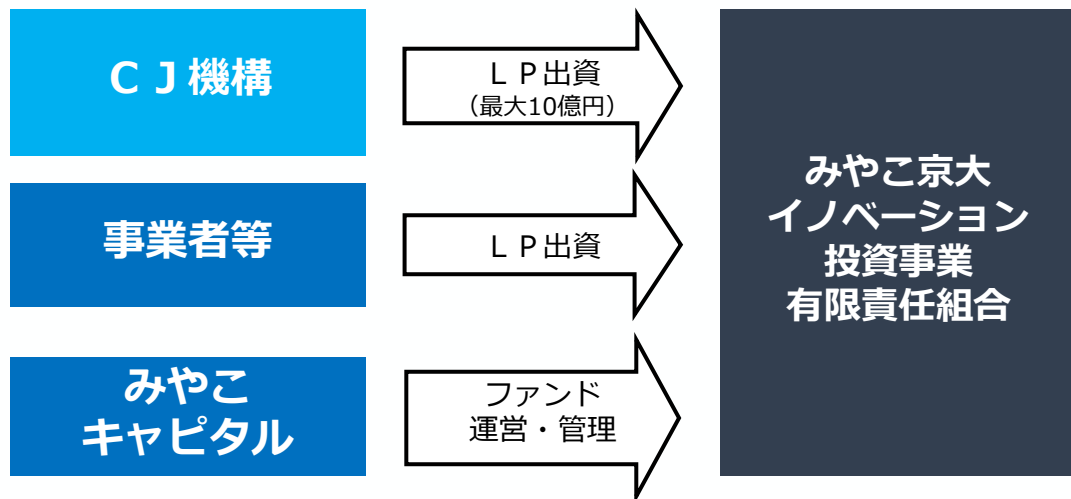 ＣＪ機構
ＬＰ出資
（最大10億円）
事業者等
ＬＰ出資
みやこ
キャピタル
ファンド
運営・管理
みやこ京大
イノベーション
投資事業
有限責任組合